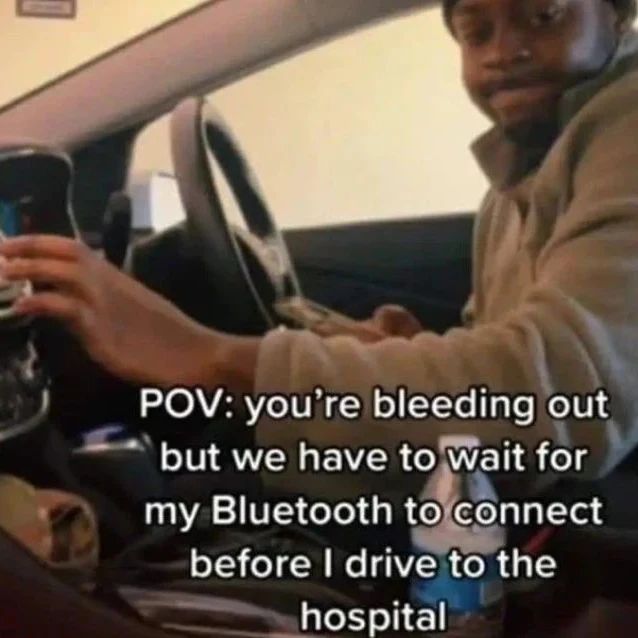 POV: you're bleeding out
but we have to wait for
my Bluetooth to connect
before I drive to the
hospital